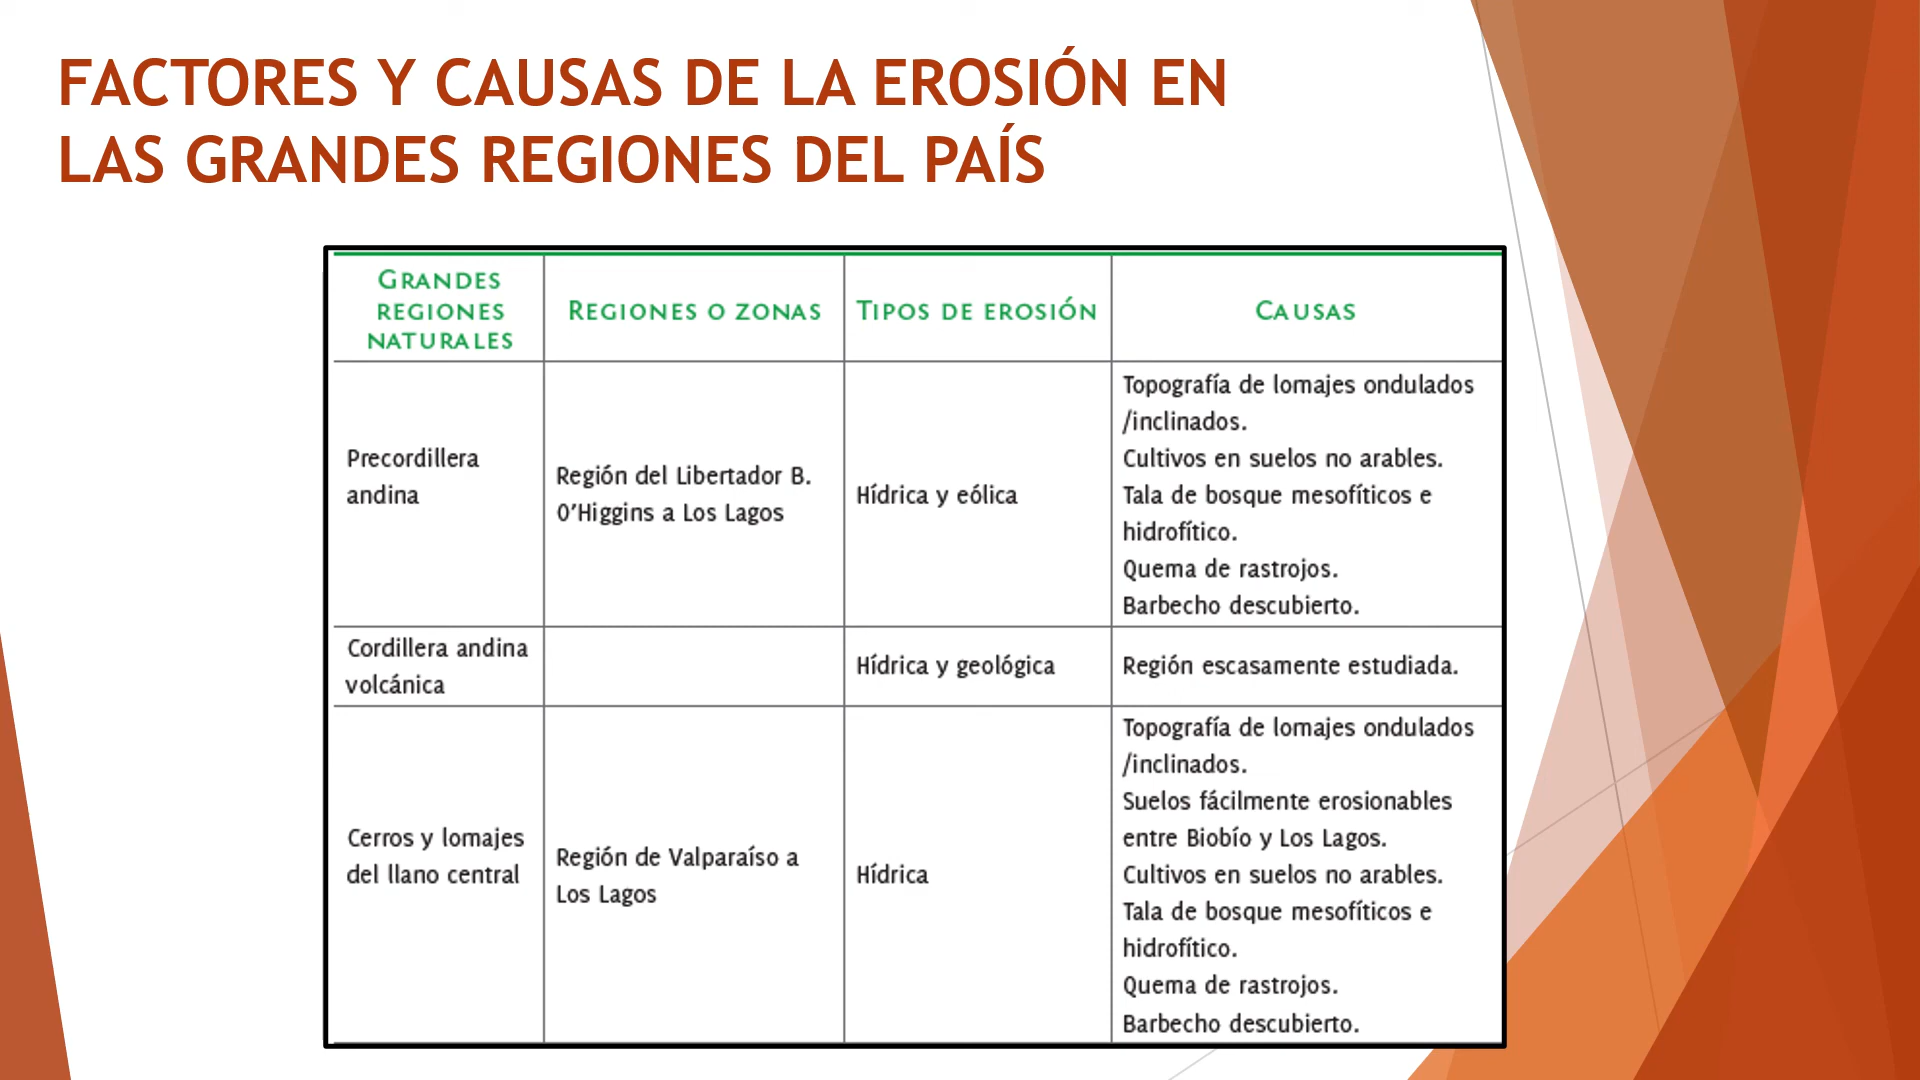 FACTORES Y CAUSAS DE LA EROSIÓN EN
LAS GRANDES REGIONES DEL PAÍS
GRANDES
REGIONES
NATURALES
REGIONES O ZONAS
TIPOS DE EROSIÓN
CAUSAS
Precordillera
andina
Región del Libertador B.
O'Higgins a Los Lagos
Hídrica y eólica
Topografía de lomajes ondulados
/inclinados.
Cultivos en suelos no arables.
Tala de bosque mesofíticos e
hidrofítico.
Quema de rastrojos.
Barbecho descubierto.
Cordillera andina
volcánica
Hídrica y geológica
Región escasamente estudiada.
Cerros y lomajes
del llano central
Región de Valparaíso a
Los Lagos
Hídrica
Topografía de lomajes ondulados
/inclinados.
Suelos fácilmente erosionables
entre Biobío y Los Lagos.
Cultivos en suelos no arables.
Tala de bosque mesofíticos e
hidrofítico.
Quema de rastrojos.
Barbecho descubierto.